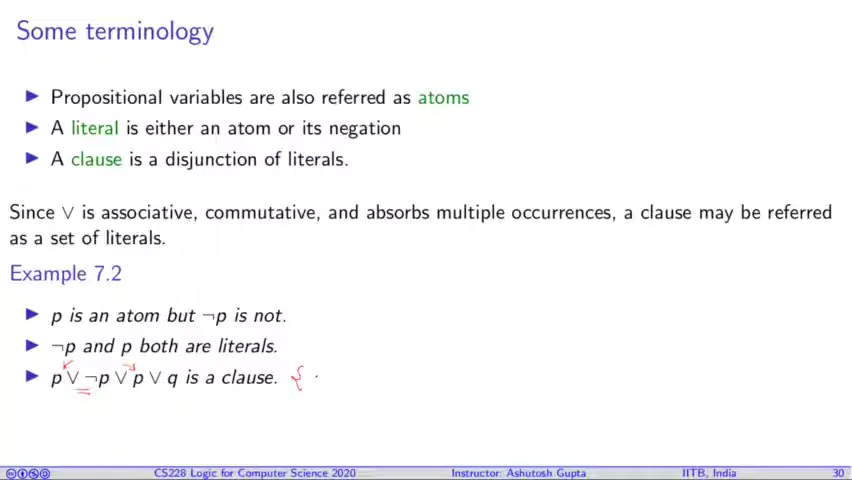 Some terminology
▶ Propositional variables are also referred as atoms
▶ A literal is either an atom or its negation
▶ A clause is a disjunction of literals.
Since ∨ is associative, commutative, and absorbs multiple occurrences, a clause may be referred
as a set of literals.
Example 7.2
▶ p is an atom but ¬p is not.
▶ ¬p and p both are literals.
▶ p ∨ ¬p ∨ p ∨ q is a clause. {
CS228 Logic for Computer Science 2020 Instructor: Ashutosh Gupta IITB, India 30